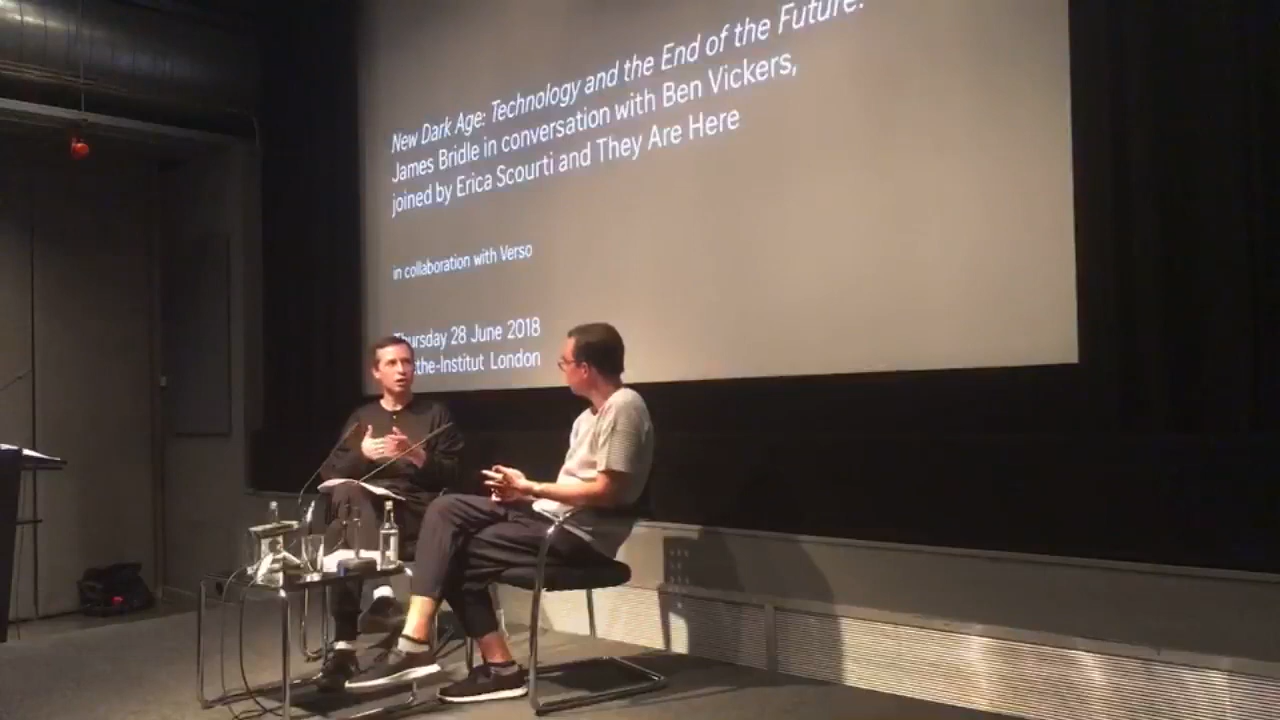 New Dark Age: Technology and the End of the Future:
James Bridle in conversation with Ben Vickers,
joined by Erica Scourti and They Are Here
in collaboration with Verso
Thursday 28 June 2018
the-Institut London